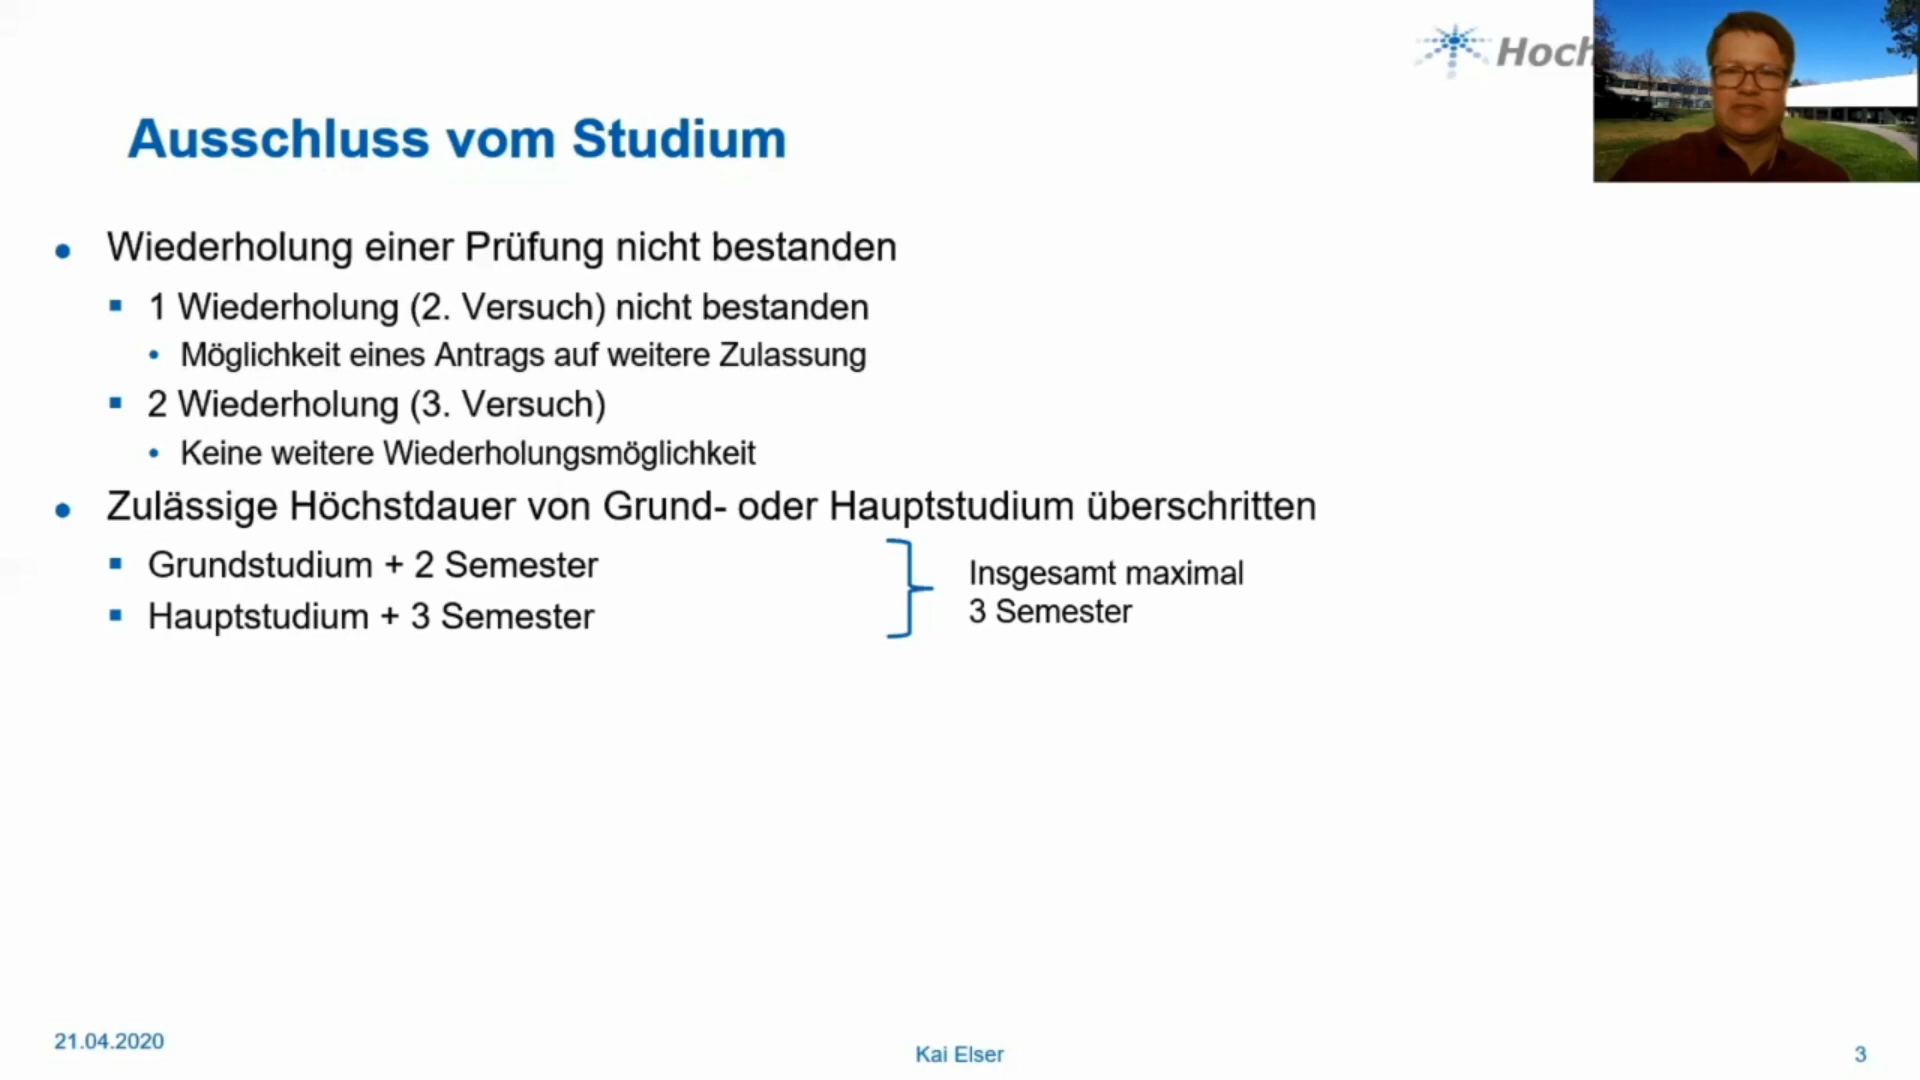 Hoch
Ausschluss vom Studium
Wiederholung einer Prüfung nicht bestanden
1 Wiederholung (2. Versuch) nicht bestanden
Möglichkeit eines Antrags auf weitere Zulassung
2 Wiederholung (3. Versuch)
Keine weitere Wiederholungsmöglichkeit
Zulässige Höchstdauer von Grund- oder Hauptstudium überschritten
Grundstudium + 2 Semester
Hauptstudium + 3 Semester
Insgesamt maximal
3 Semester
21.04.2020
Kai Elser
3